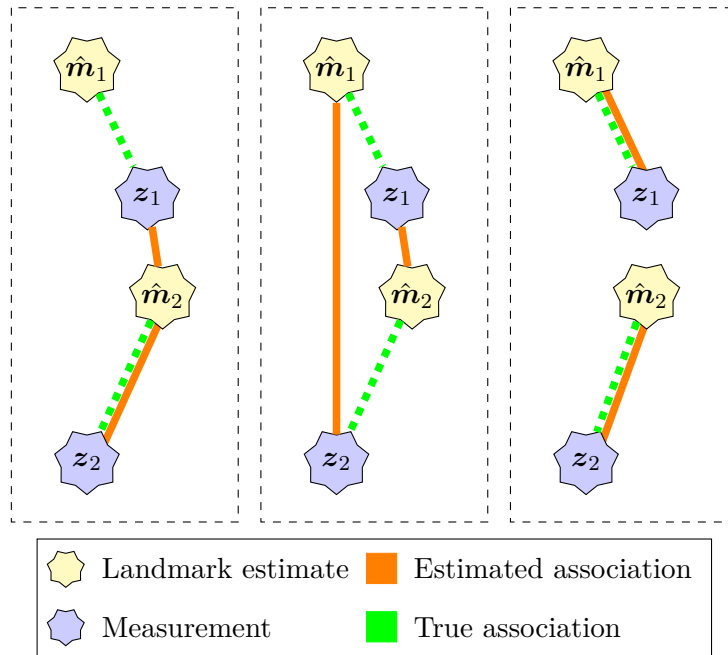 m̂₁ m̂₁ m̂₁
z₁ z₁ z₁
m̂₂ m̂₂ m̂₂
z₂ z₂ z₂
Landmark estimate Estimated association
Measurement True association